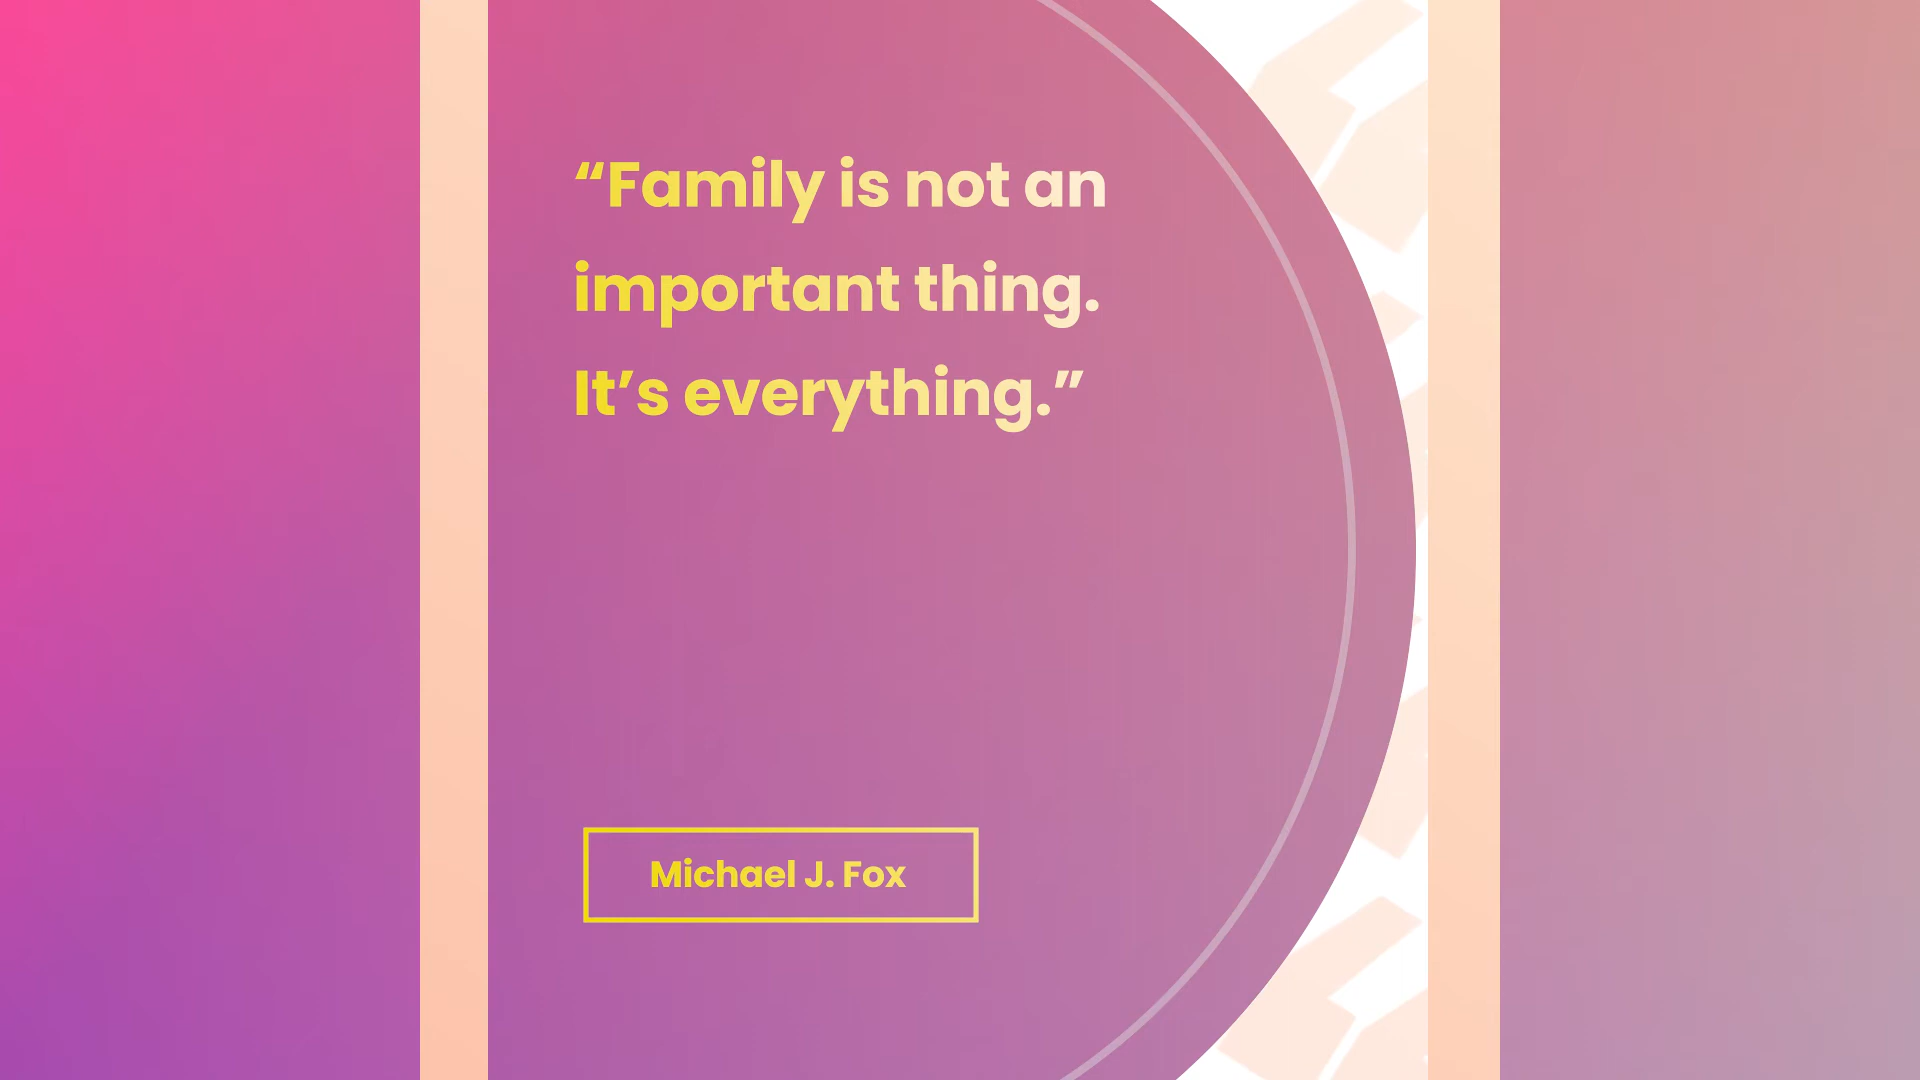 “Family is not an
important thing.
It’s everything.”
Michael J. Fox